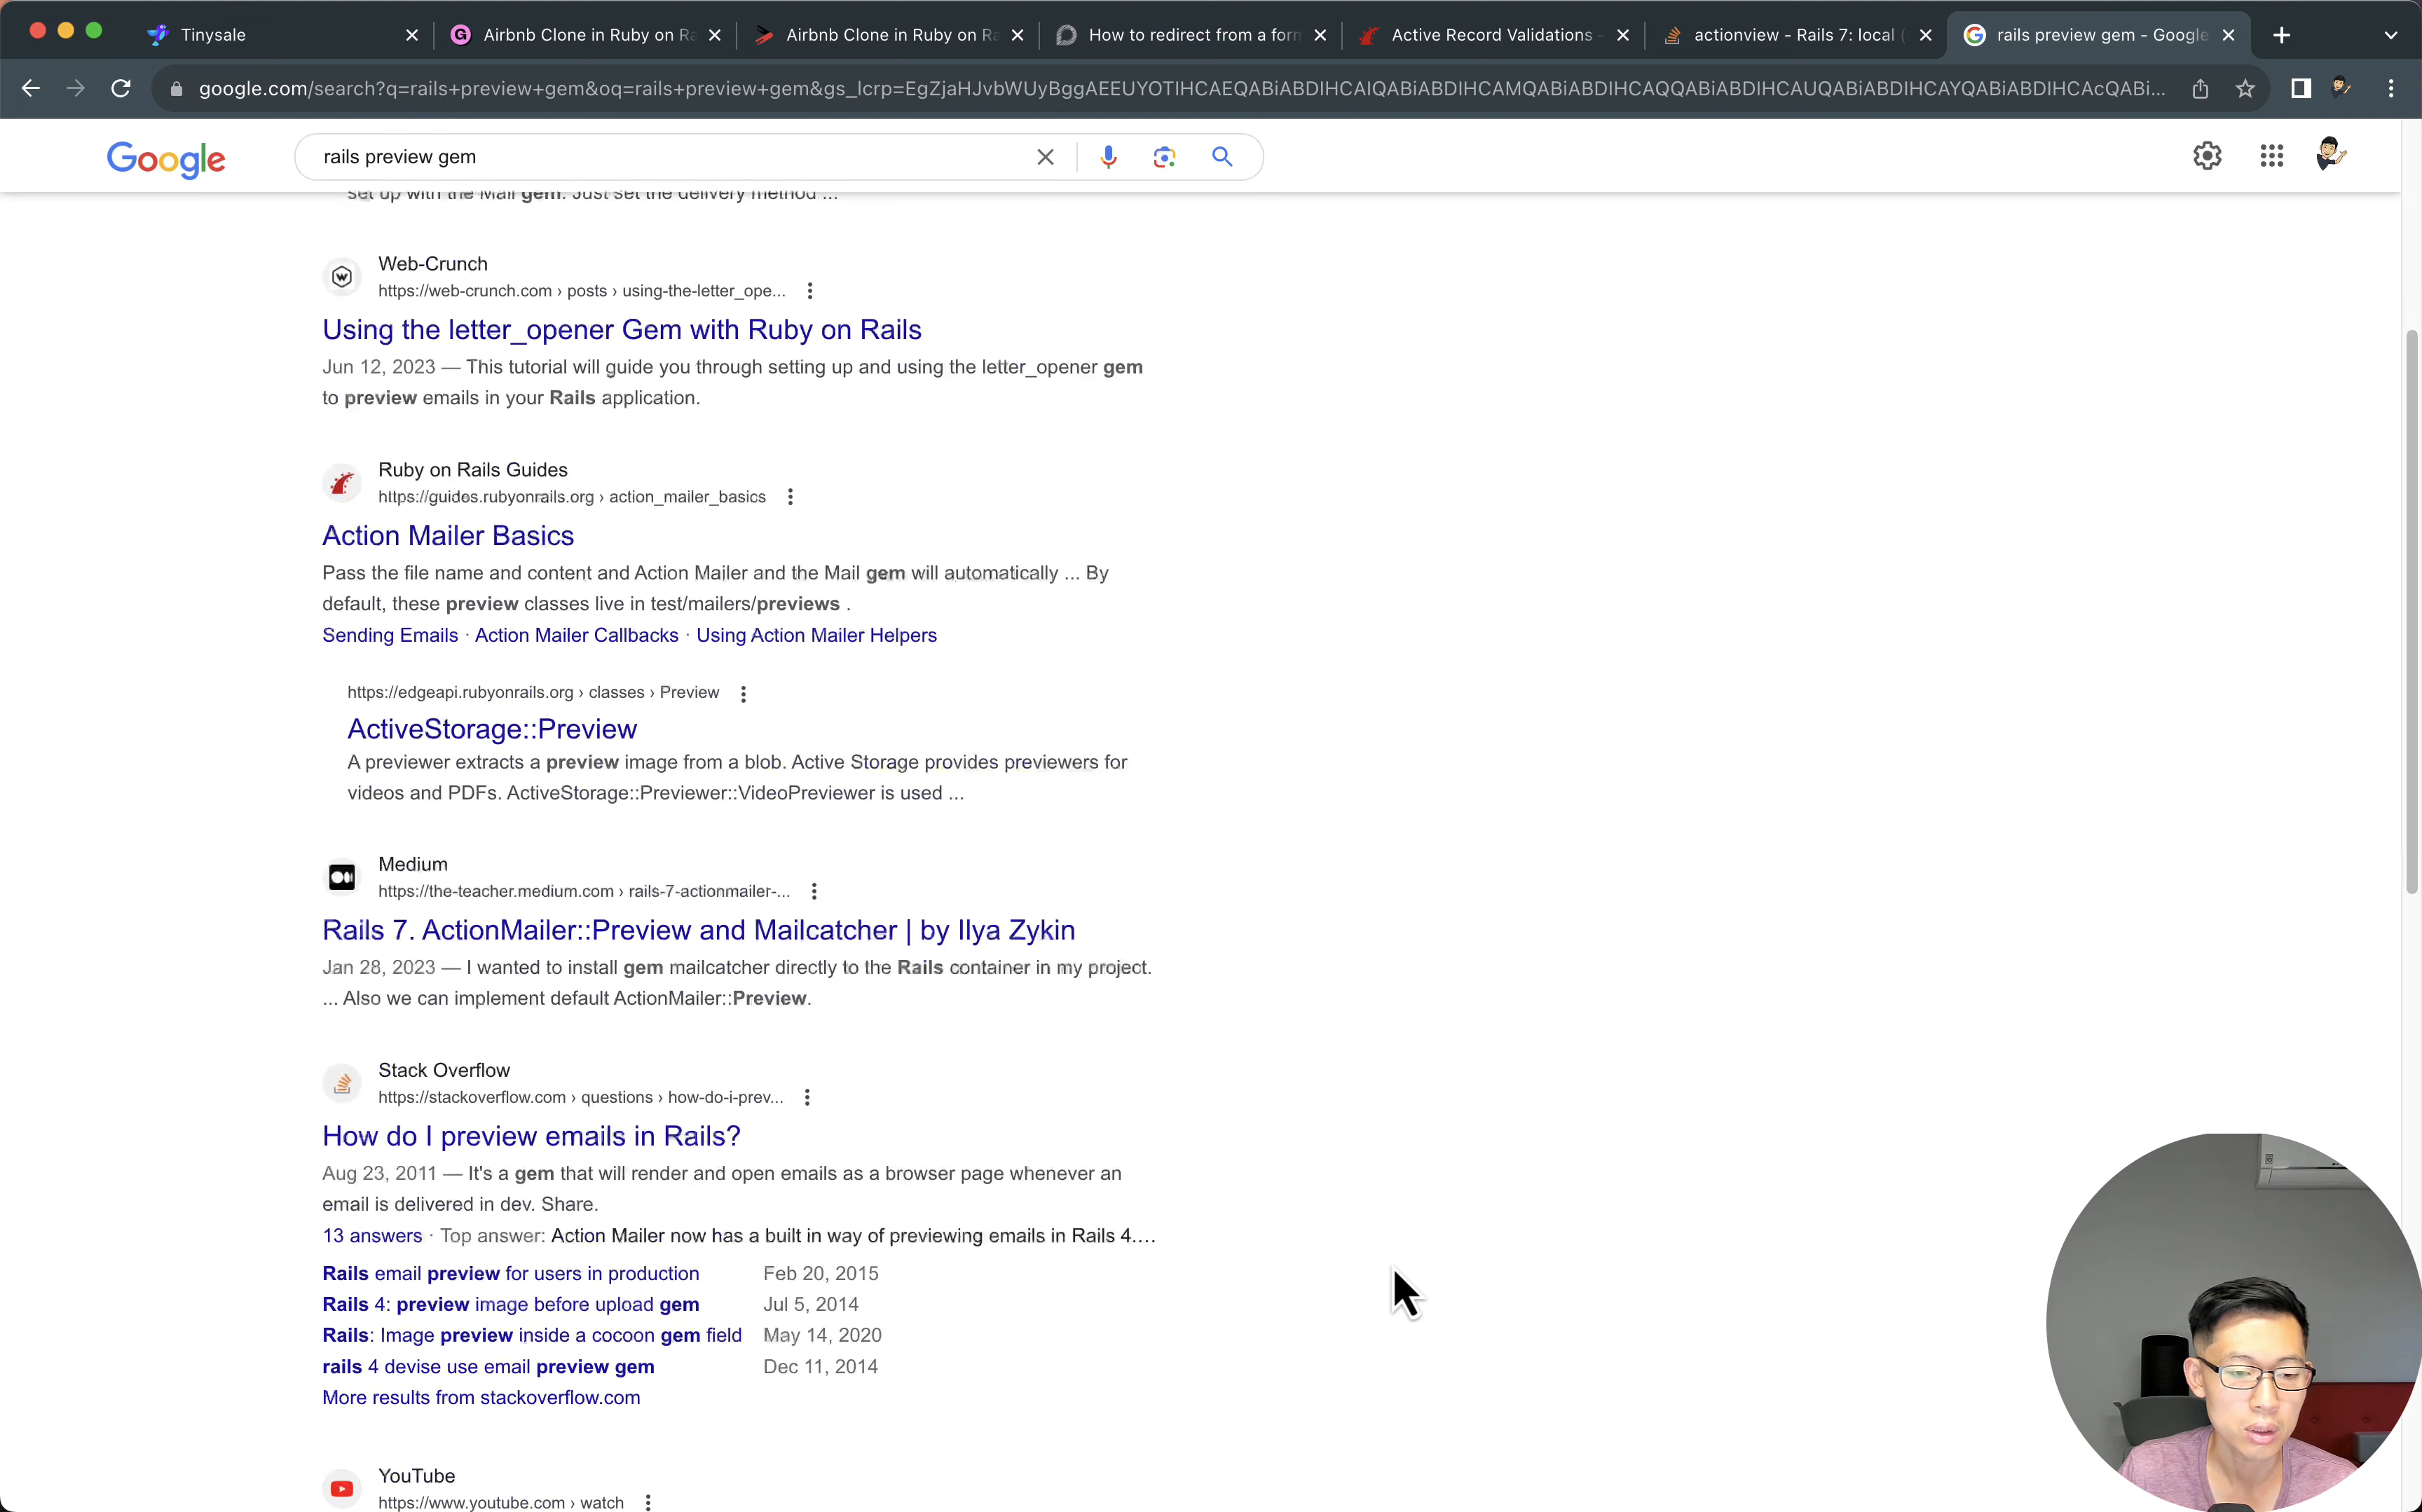 Tinysale
Airbnb Clone in Ruby on Ra
Airbnb Clone in Ruby on Ra
How to redirect from a form
Active Record Validations -
actionview - Rails 7: local (
rails preview gem - Google
google.com/search?q=rails+preview+gem&oq=rails+preview+gem&gs_lcrp=EgZjaHJvbWUyBggAEEUYOTIHCAEQABiABDIHCAIQABiABDIHCAMQABiABDIHCAQQABiABDIHCAUQABiABDIHCAYQABiABDIHCAcQABi...
Google
rails preview gem
set up with the Mail gem. Just set the delivery method ...
Web-Crunch
https://web-crunch.com › posts › using-the-letter_ope...
Using the letter_opener Gem with Ruby on Rails
Jun 12, 2023 — This tutorial will guide you through setting up and using the letter_opener gem
to preview emails in your Rails application.
Ruby on Rails Guides
https://guides.rubyonrails.org › action_mailer_basics
Action Mailer Basics
Pass the file name and content and Action Mailer and the Mail gem will automatically ... By
default, these preview classes live in test/mailers/previews .
Sending Emails · Action Mailer Callbacks · Using Action Mailer Helpers
https://edgeapi.rubyonrails.org › classes › Preview
ActiveStorage::Preview
A previewer extracts a preview image from a blob. Active Storage provides previewers for
videos and PDFs. ActiveStorage::Previewer::VideoPreviewer is used ...
Medium
https://the-teacher.medium.com › rails-7-actionmailer-...
Rails 7. ActionMailer::Preview and Mailcatcher | by Ilya Zykin
Jan 28, 2023 — I wanted to install gem mailcatcher directly to the Rails container in my project.
... Also we can implement default ActionMailer::Preview.
Stack Overflow
https://stackoverflow.com › questions › how-do-i-prev...
How do I preview emails in Rails?
Aug 23, 2011 — It's a gem that will render and open emails as a browser page whenever an
email is delivered in dev. Share.
13 answers · Top answer: Action Mailer now has a built in way of previewing emails in Rails 4....
Rails email preview for users in production Feb 20, 2015
Rails 4: preview image before upload gem Jul 5, 2014
Rails: Image preview inside a cocoon gem field May 14, 2020
rails 4 devise use email preview gem Dec 11, 2014
More results from stackoverflow.com
YouTube
https://www.youtube.com › watch